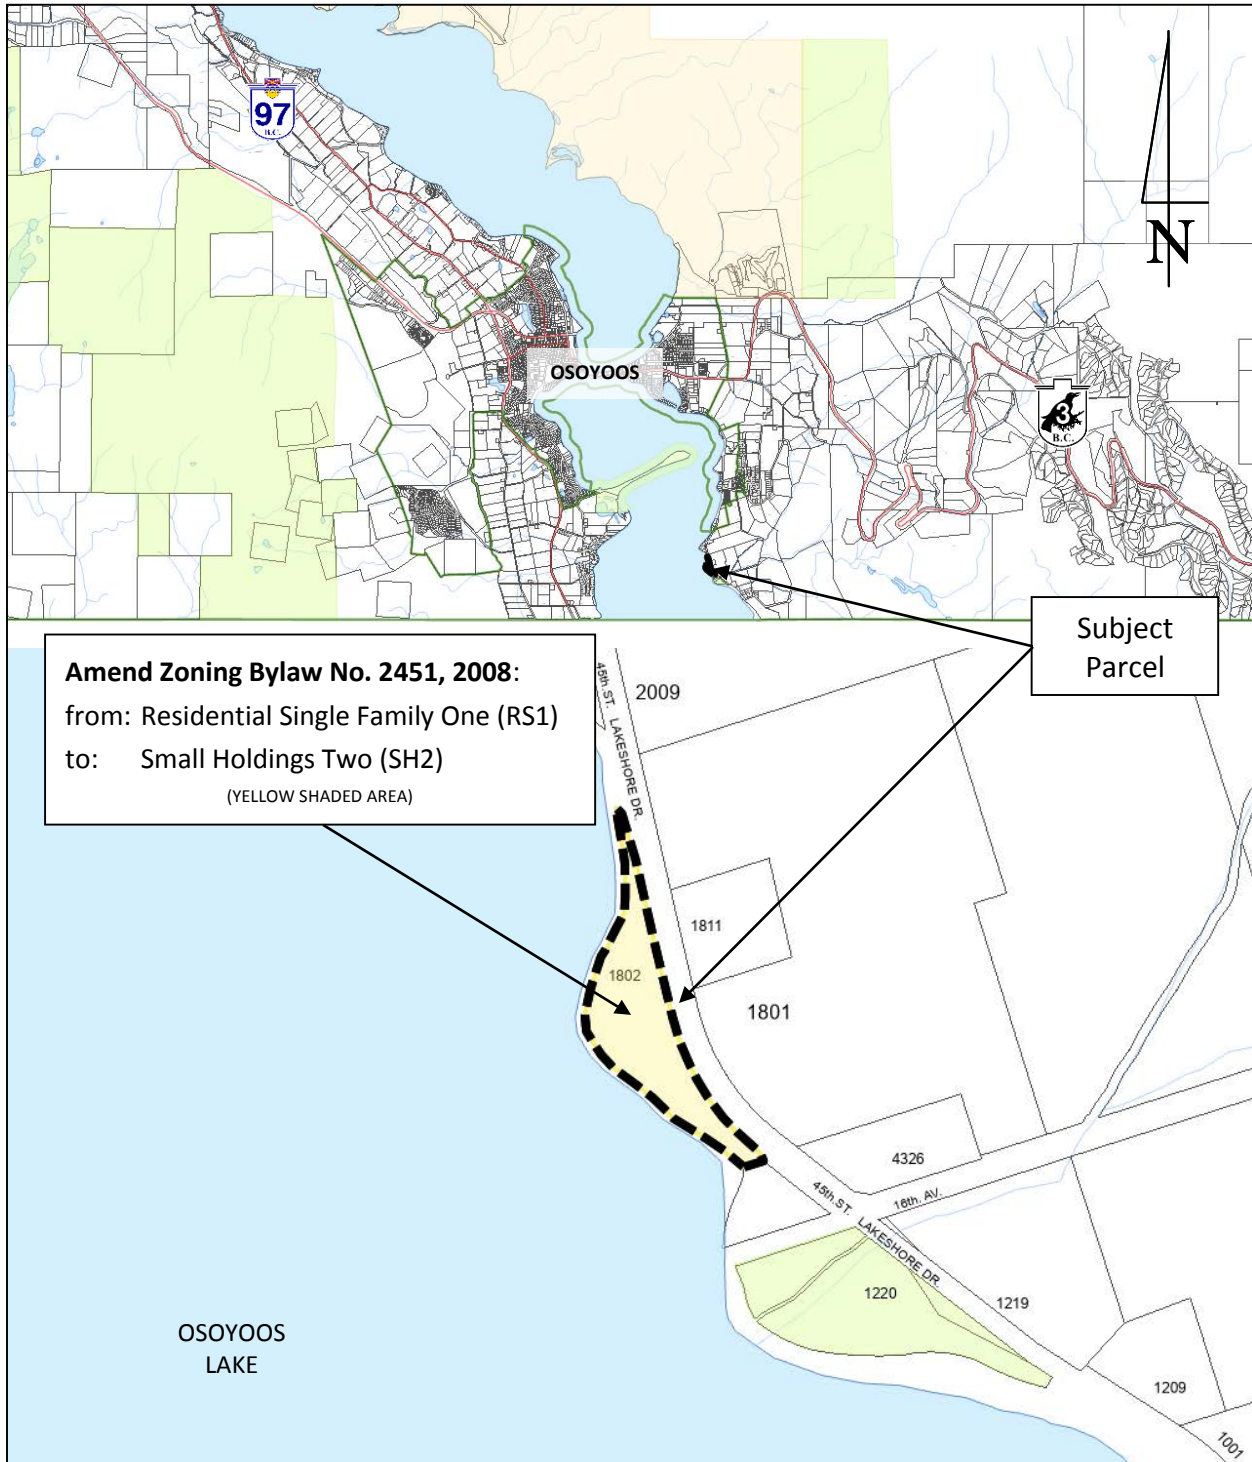 97
B.C.
N
OSOYOOS
3
B.C.
Subject
Parcel
Amend Zoning Bylaw No. 2451, 2008:
from: Residential Single Family One (RS1)
to: Small Holdings Two (SH2)
(YELLOW SHADED AREA)
45th. ST. LAKESHORE DR.
2009
1811
1802
1801
4326
16th. AV.
45th. ST. LAKESHORE DR.
1220
1219
1209
1001
OSOYOOS
LAKE